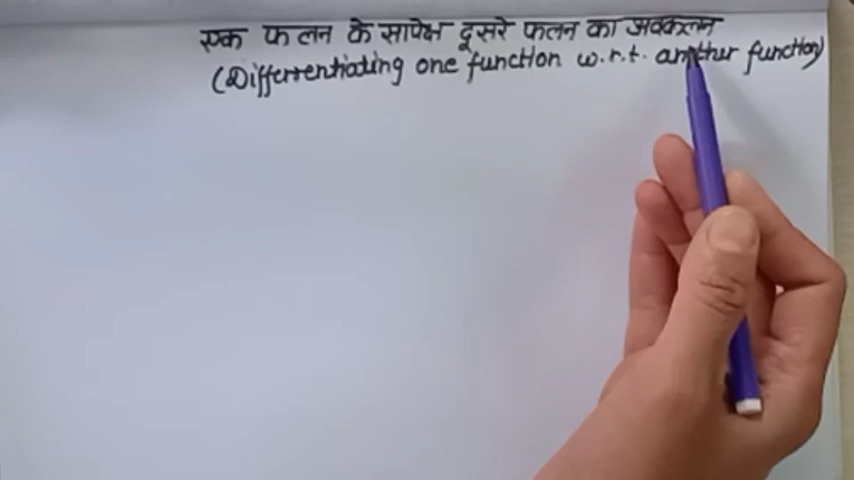 एक फलन के सापेक्ष दूसरे फलन का अवकलन
(Differentiating one function w.r.t. another function)